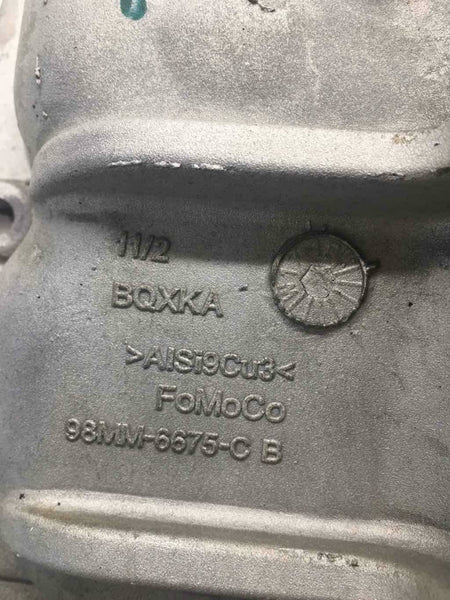 11/2
BQXKA
>AlSi9Cu3<
FoMoCo
98MM-6675-C B